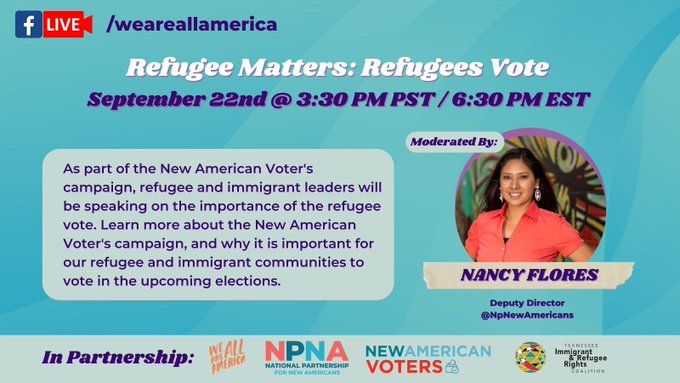 f LIVE /weareallamerica
Refugee Matters: Refugees Vote
September 22nd @ 3:30 PM PST / 6:30 PM EST
Moderated By:
As part of the New American Voter's
campaign, refugee and immigrant leaders will
be speaking on the importance of the refugee
vote. Learn more about the New American
Voter's campaign, and why it is important for
our refugee and immigrant communities to
vote in the upcoming elections.
NANCY FLORES
Deputy Director
@NpNewAmericans
In Partnership:
WE ALL
ARE
AMERICA
NPNA
NATIONAL PARTNERSHIP
FOR NEW AMERICANS
NEWAMERICAN
VOTERS
TENNESSEE
Immigrant
& Refugee
Rights
COALITION